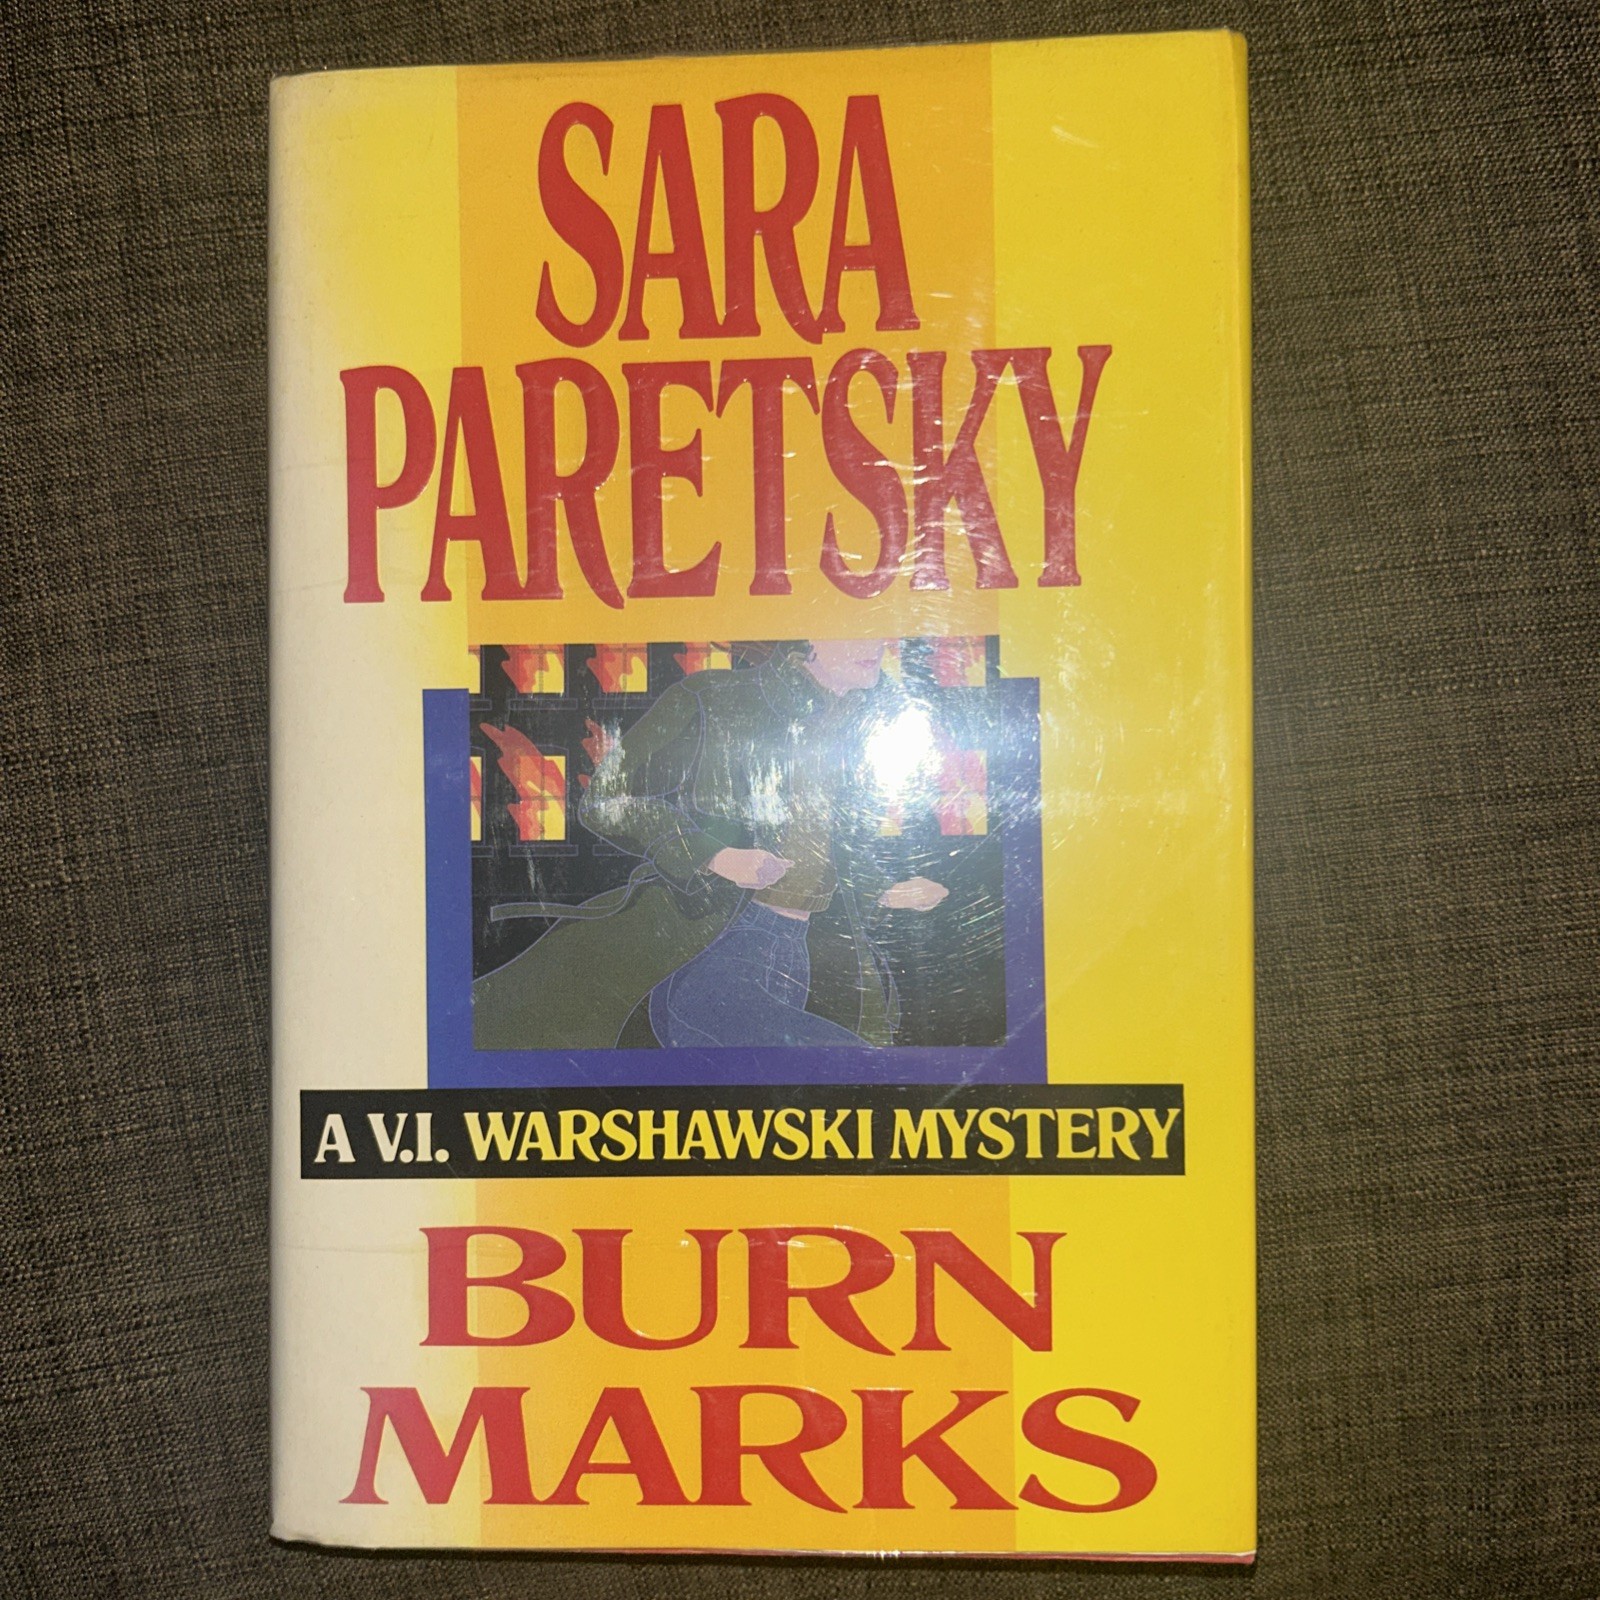 SARA
PARETSKY
A V.I. WARSHAWSKI MYSTERY
BURN
MARKS